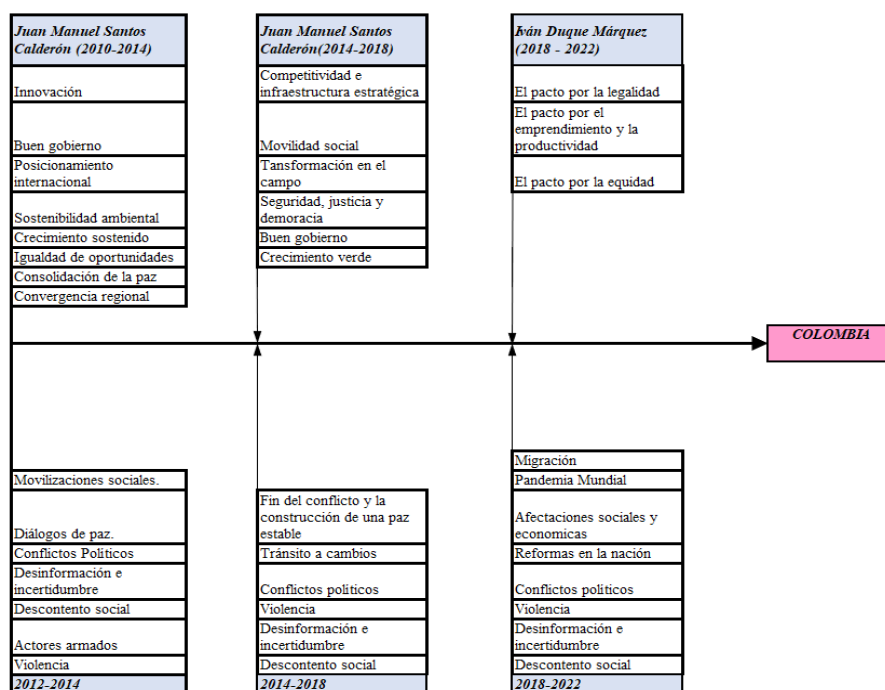 Juan Manuel Santos
Calderón (2010-2014)
Innovación
Buen gobierno
Posicionamiento
internacional
Sostenibilidad ambiental
Crecimiento sostenido
Igualdad de oportunidades
Consolidación de la paz
Convergencia regional
Juan Manuel Santos
Calderón(2014-2018)
Competitividad e
infraestructura estratégica
Movilidad social
Tansformación en el
campo
Seguridad, justicia y
demoracia
Buen gobierno
Crecimiento verde
Iván Duque Márquez
(2018 - 2022)
El pacto por la legalidad
El pacto por el
emprendimiento y la
productividad
El pacto por la equidad
COLOMBIA
Movilizaciones sociales.
Diálogos de paz.
Conflictos Políticos
Desinformación e
incertidumbre
Descontento social
Actores armados
Violencia
2012-2014
Fin del conflicto y la
construcción de una paz
estable
Tránsito a cambios
Conflictos políticos
Violencia
Desinformación e
incertidumbre
Descontento social
2014-2018
Migración
Pandemia Mundial
Afectaciones sociales y
economicas
Reformas en la nación
Conflictos políticos
Violencia
Desinformación e
incertidumbre
Descontento social
2018-2022